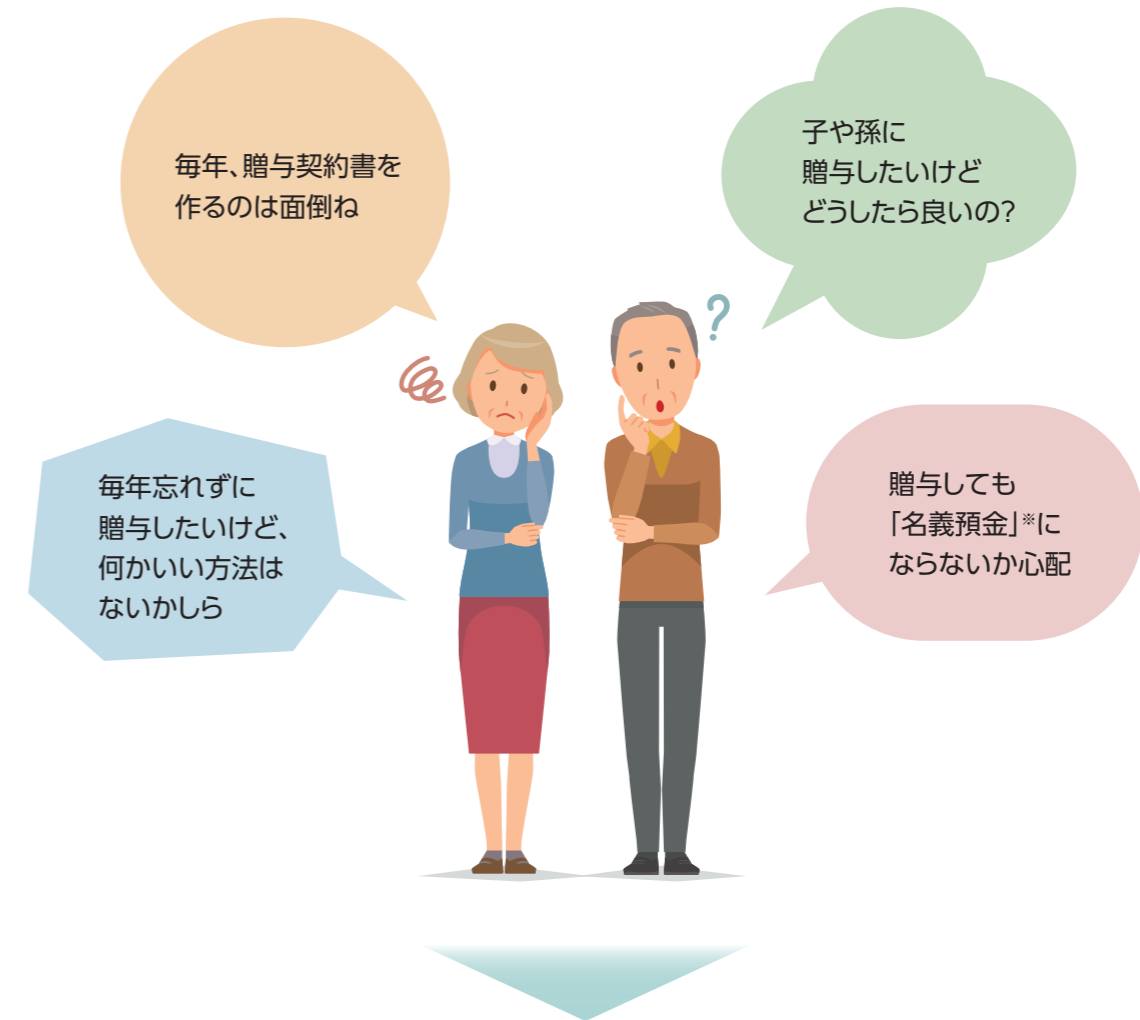 毎年、贈与契約書を
作るのは面倒ね
子や孫に
贈与したいけど
どうしたら良いの?
毎年忘れずに
贈与したいけど、
何かいい方法は
ないかしら
贈与しても
「名義預金」※に
ならないか心配
?